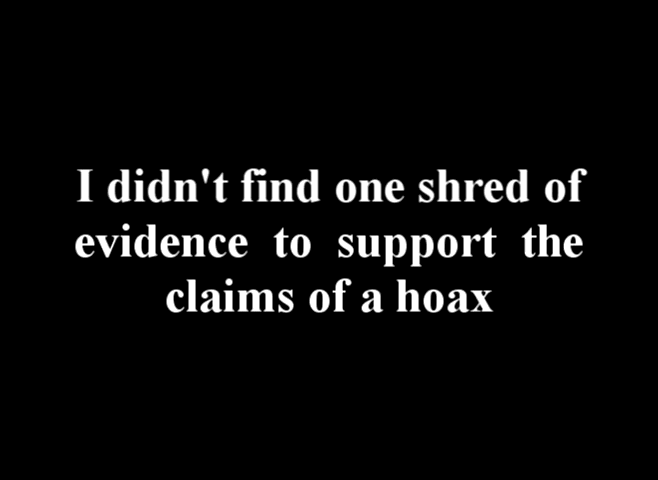 I didn't find one shred of
evidence to support the
claims of a hoax